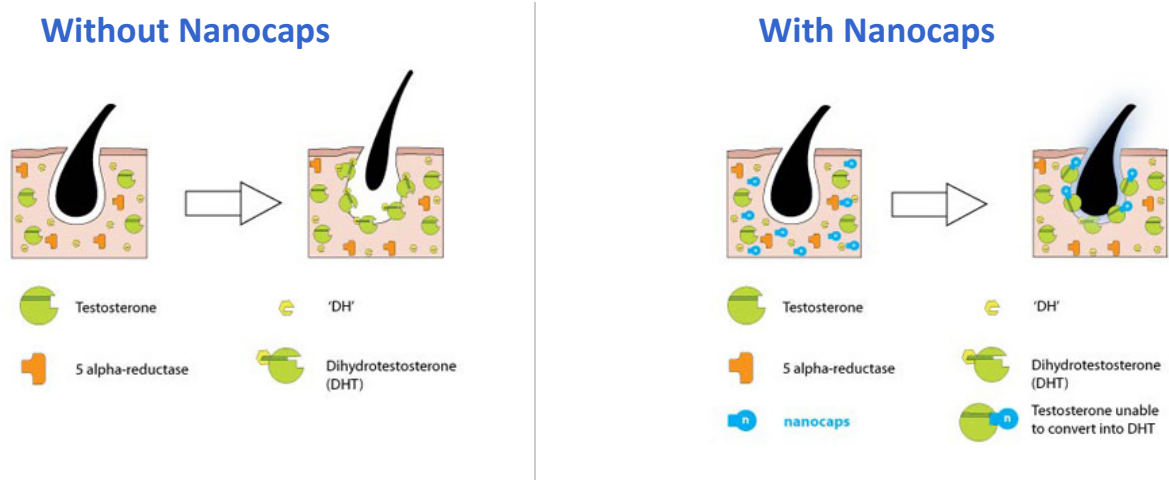 Without Nanocaps
Testosterone
'DH'
5 alpha-reductase
Dihydrotestosterone
(DHT)
With Nanocaps
Testosterone
'DH'
5 alpha-reductase
Dihydrotestosterone
(DHT)
n nanocaps
n Testosterone unable
to convert into DHT